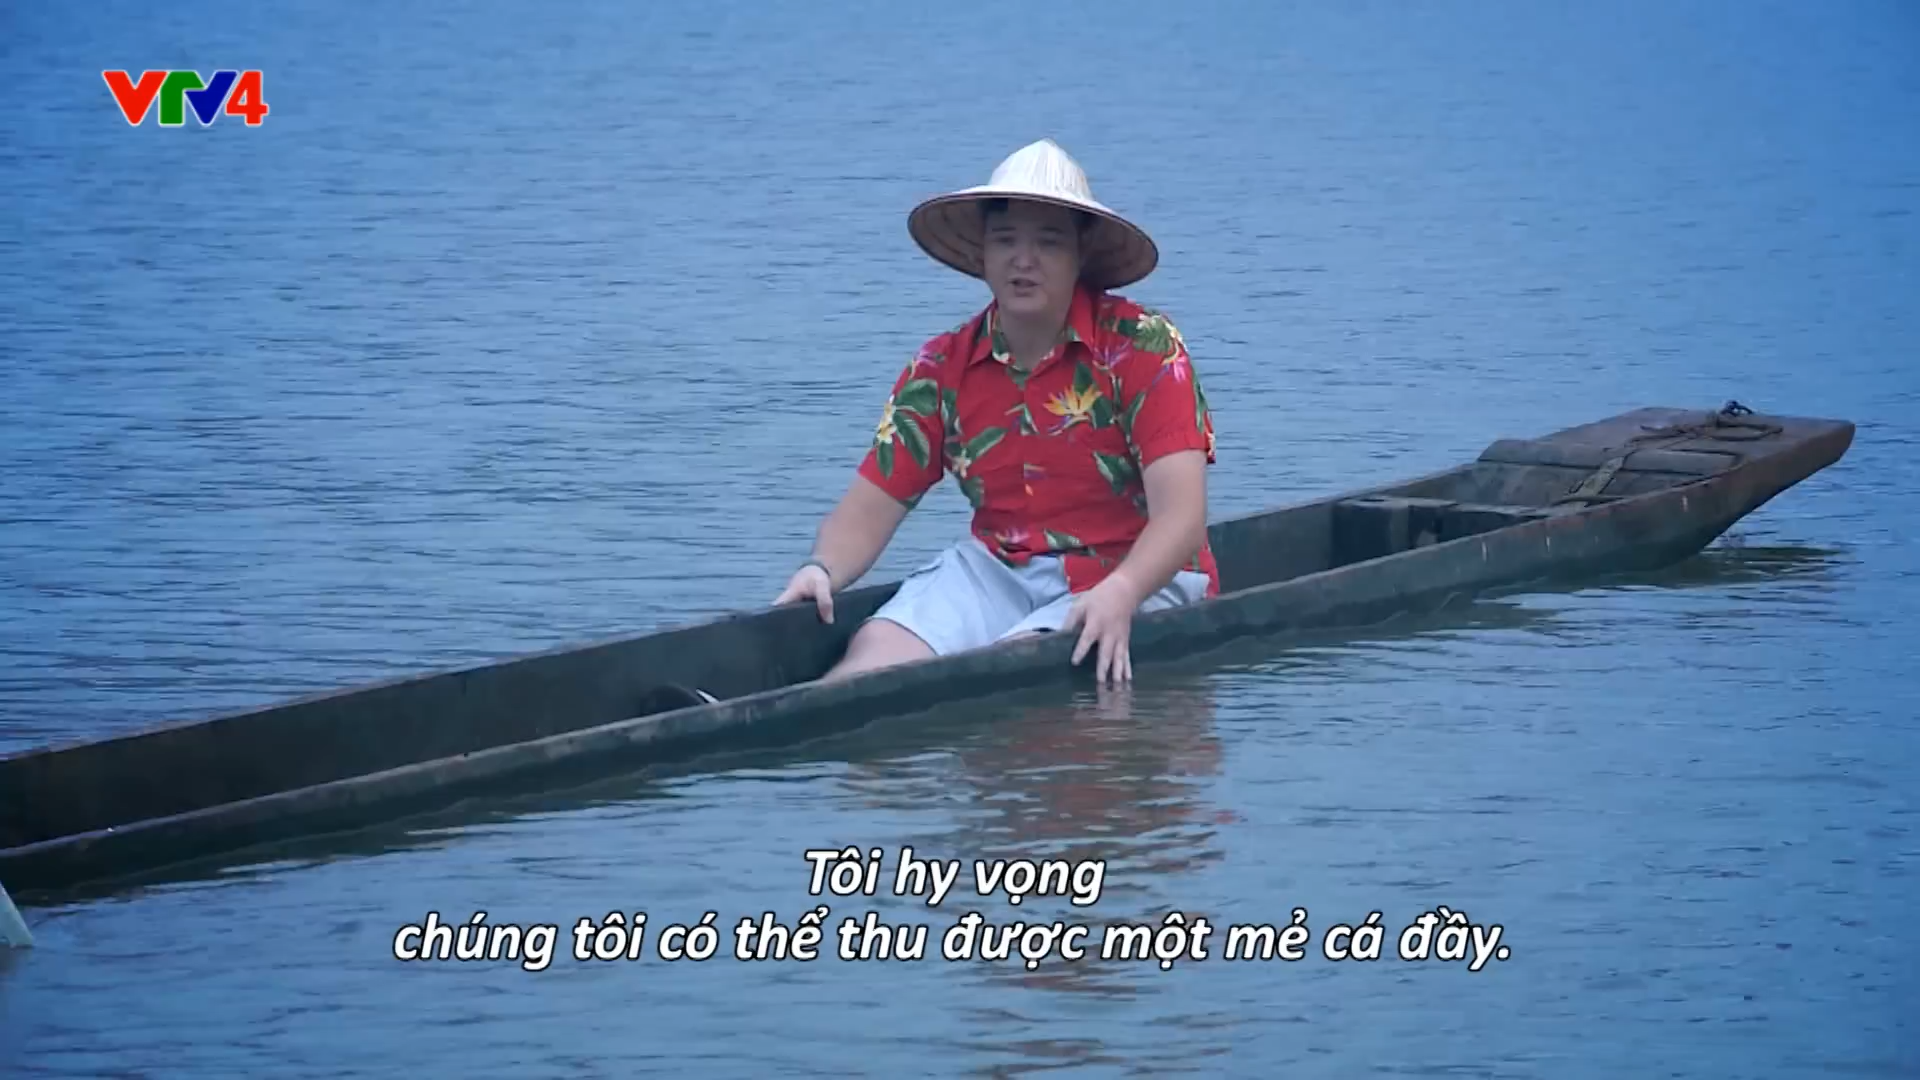 VTV4
Tôi hy vọng
chúng tôi có thể thu được một mẻ cá đầy.